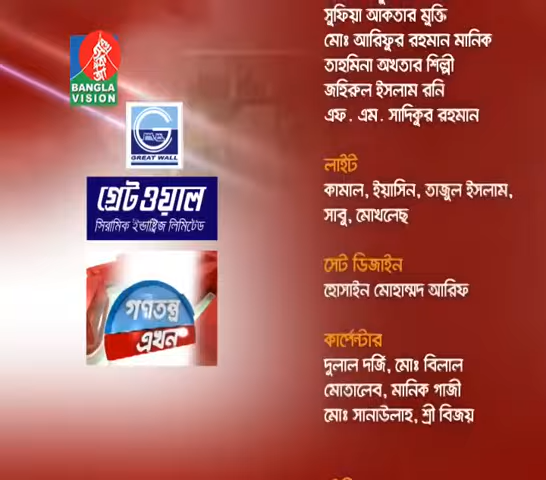 BANGLA
VISION
GREAT WALL
গ্রেটওয়াল
সিরামিক ইন্ডাষ্ট্রিজ লিমিটেড
গণতন্ত্র
এখন
সুফিয়া আকতার মুক্তি
মোঃ আরিফুর রহমান মানিক
তাহমিনা অখতার শিল্পী
জহিরুল ইসলাম রনি
এফ. এম. সাদিকুর রহমান
লাইট
কামাল, ইয়াসিন, তাজুল ইসলাম,
সাবু, মোখলেছ
সেট ডিজাইন
হোসাইন মোহাম্মদ আরিফ
কার্পেন্টার
দুলাল দর্জি, মোঃ বিলাল
মোতালেব, মানিক গাজী
মোঃ সানাউলাহ, শ্রী বিজয়